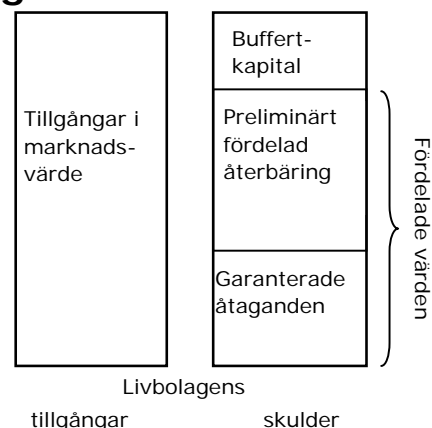 Tillgångar i
marknads-
värde
Buffert-
kapital
Preliminärt
fördelad
återbäring
Garanterade
åtaganden
Fördelade värden
Livbolagens
tillgångar skulder